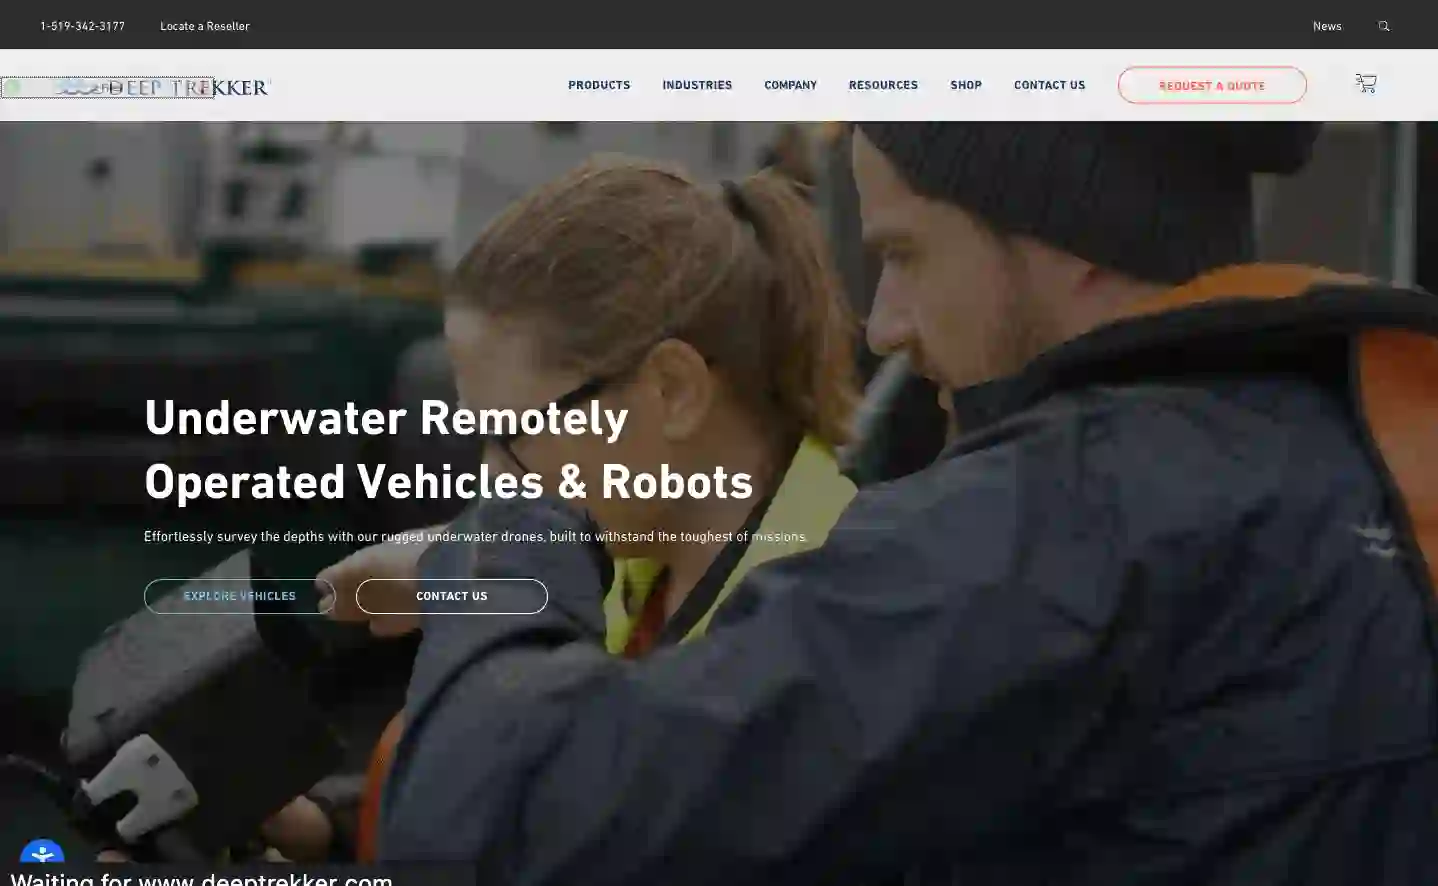 1-519-342-3177 Locate a Reseller News
DEEP TREKKER PRODUCTS INDUSTRIES COMPANY RESOURCES SHOP CONTACT US REQUEST A QUOTE
Underwater Remotely
Operated Vehicles & Robots
Effortlessly survey the depths with our rugged underwater drones, built to withstand the toughest of missions.
EXPLORE VEHICLES CONTACT US
Waiting for www.deeptrekker.com